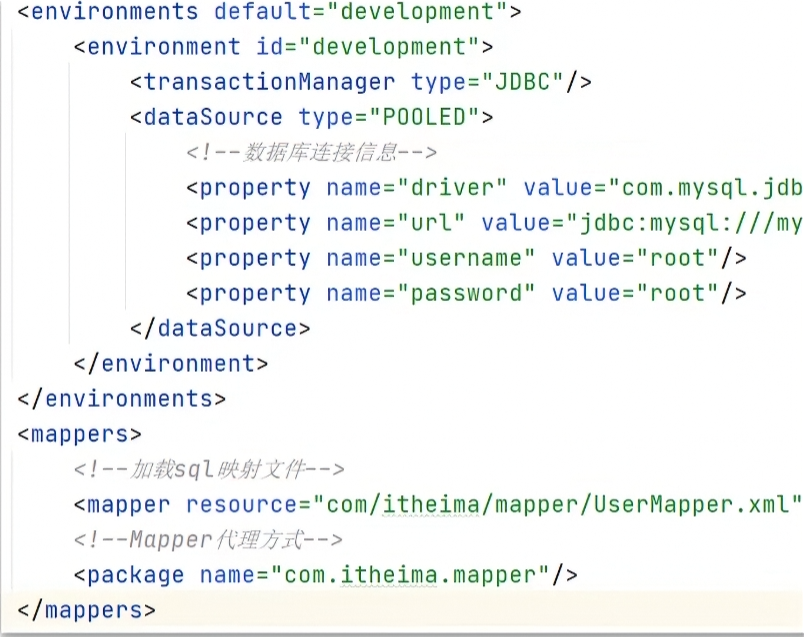 <environments default="development">
<environment id="development">
<transactionManager type="JDBC"/>
<dataSource type="POOLED">
<!--数据库连接信息-->
<property name="driver" value="com.mysql.jdb
<property name="url" value="jdbc:mysql:///my
<property name="username" value="root"/>
<property name="password" value="root"/>
</dataSource>
</environment>
</environments>
<mappers>
<!--加载sql映射文件-->
<mapper resource="com/itheima/mapper/UserMapper.xml"
<!--Mapper代理方式-->
<package name="com.itheima.mapper"/>
</mappers>